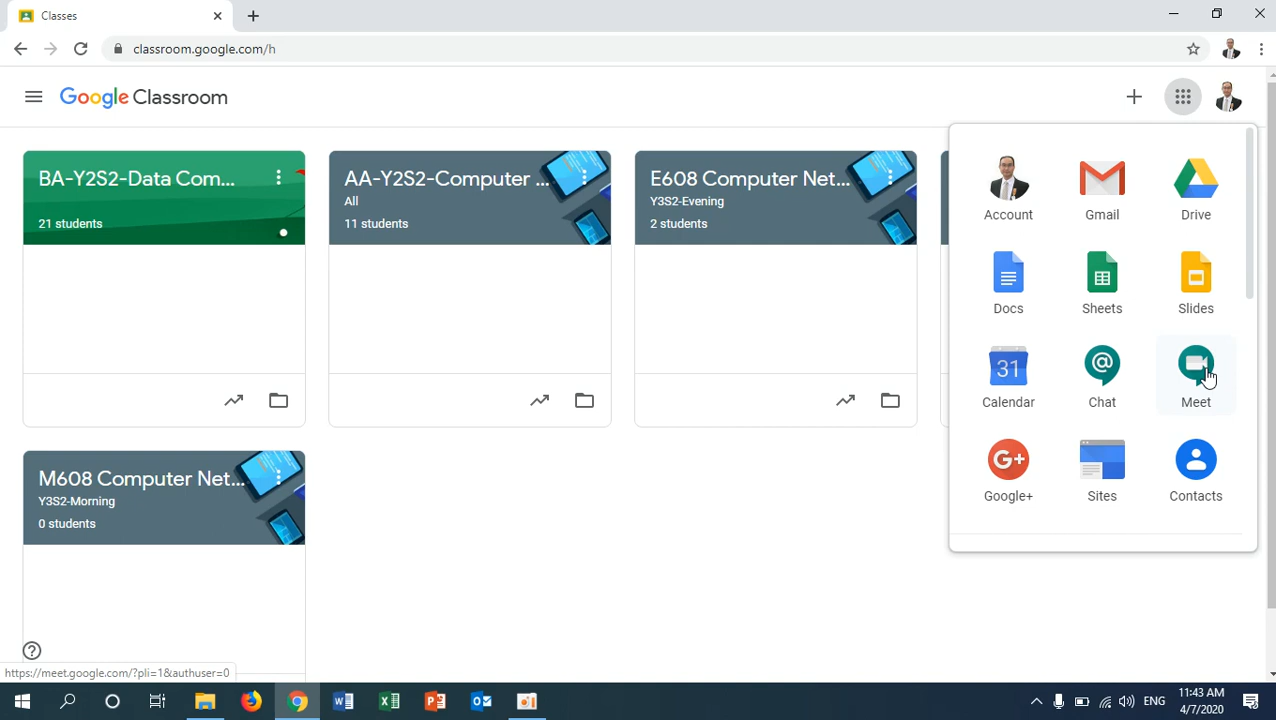 Classes
classroom.google.com/h
Google Classroom
BA-Y2S2-Data Com...
21 students
AA-Y2S2-Computer ...
All
11 students
E608 Computer Net...
Y3S2-Evening
2 students
Account
Gmail
Drive
Docs
Sheets
Slides
31
Calendar
Chat
Meet
G+
Google+
Sites
Contacts
M608 Computer Net...
Y3S2-Morning
0 students
https://meet.google.com/?pli=1&authuser=0
ENG
11:43 AM
4/7/2020